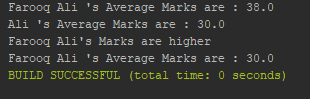 Farooq Ali 's Average Marks are : 38.0
Ali 's Average Marks are : 30.0
Farooq Ali's Marks are higher
Farooq Ali 's Average Marks are : 30.0
BUILD SUCCESSFUL (total time: 0 seconds)